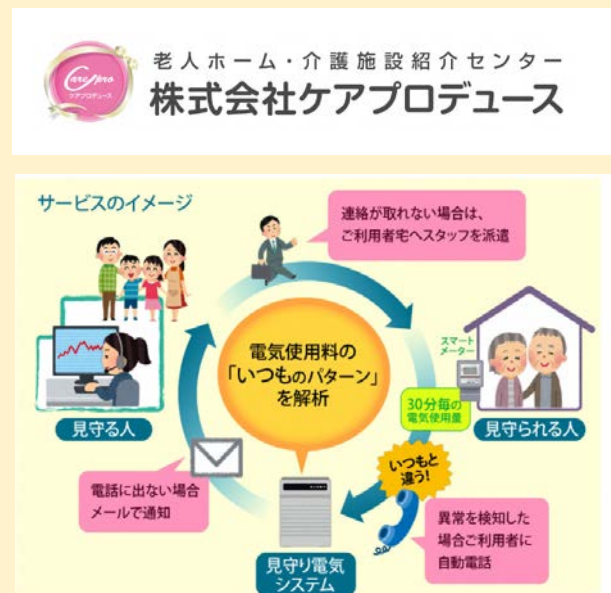 Care pro
ケアプロデュース
老人ホーム・介護施設紹介センター
株式会社ケアプロデュース
サービスのイメージ
連絡が取れない場合は、
ご利用者宅へスタッフを派遣
電気使用料の
「いつものパターン」
を解析
スマート
メーター
30分毎の
電気使用量
見守る人
見守られる人
いつもと
違う!
電話に出ない場合
メールで通知
異常を検知した
場合ご利用者に
自動電話
見守り電気
システム